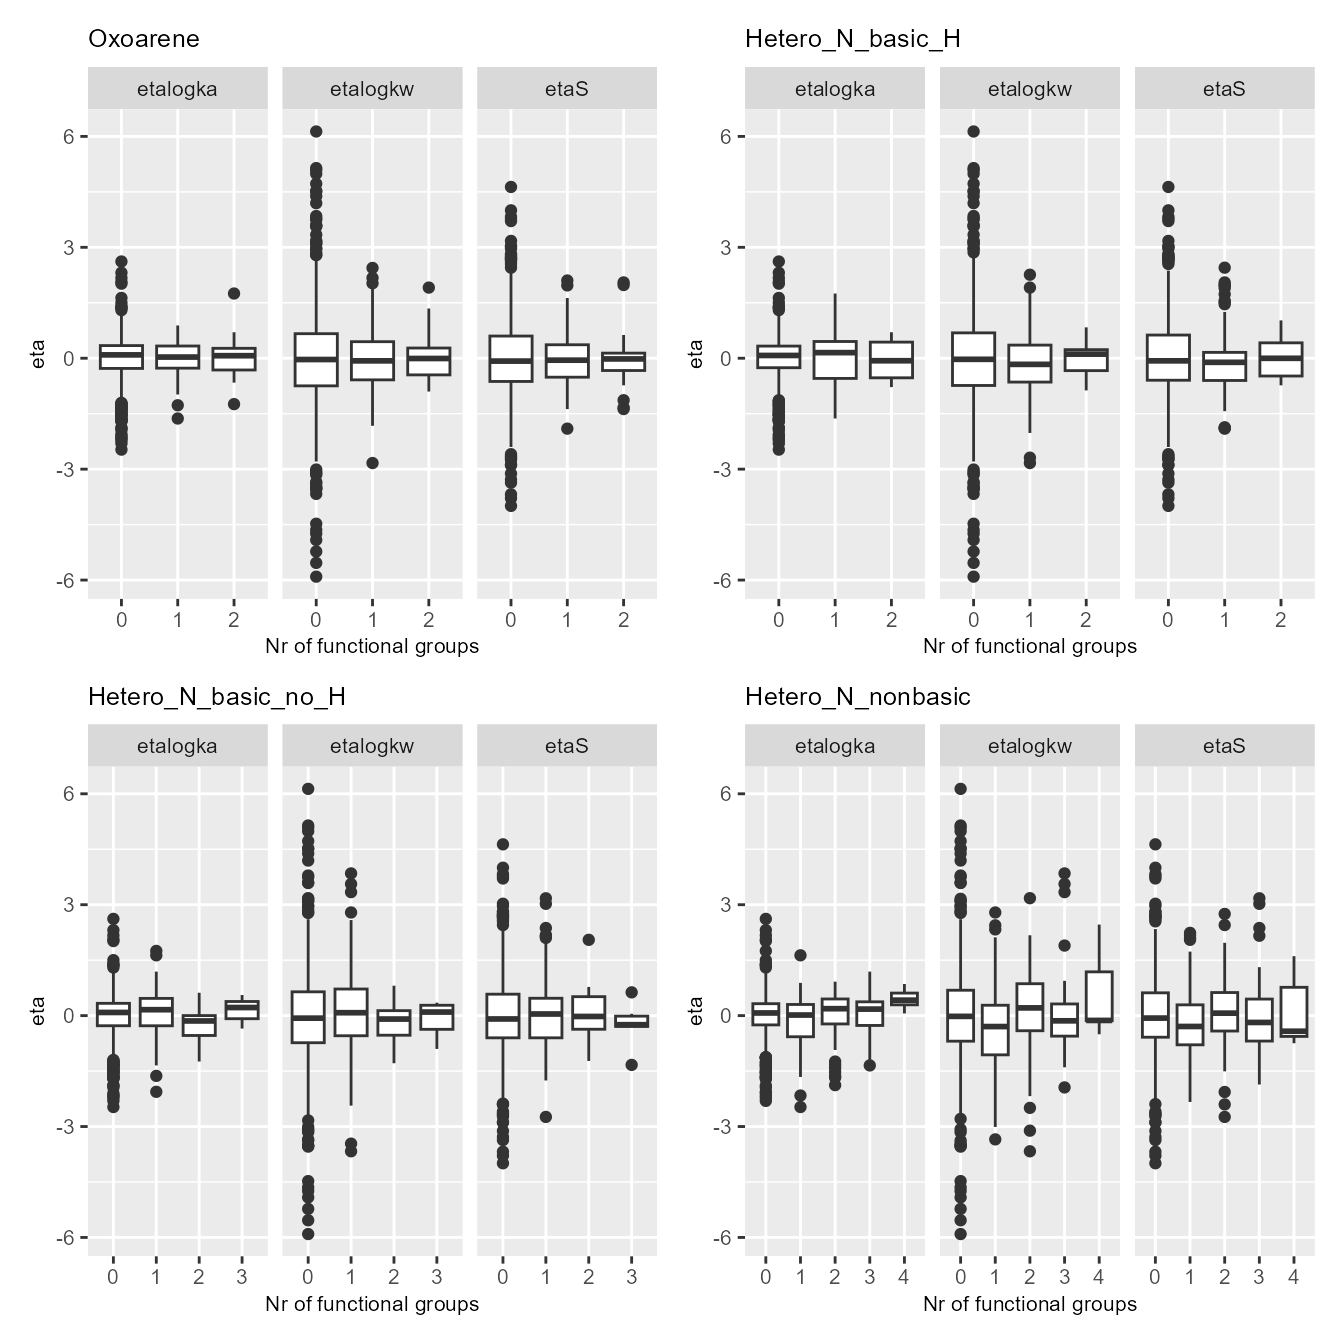 Oxoarene
etalogka etalogkw etaS
eta
6
3
0
-3
-6
0 1 2 0 1 2 0 1 2
Nr of functional groups
Hetero_N_basic_H
etalogka etalogkw etaS
eta
6
3
0
-3
-6
0 1 2 0 1 2 0 1 2
Nr of functional groups
Hetero_N_basic_no_H
etalogka etalogkw etaS
eta
6
3
0
-3
-6
0 1 2 3 0 1 2 3 0 1 2 3
Nr of functional groups
Hetero_N_nonbasic
etalogka etalogkw etaS
eta
6
3
0
-3
-6
0 1 2 3 4 0 1 2 3 4 0 1 2 3 4
Nr of functional groups